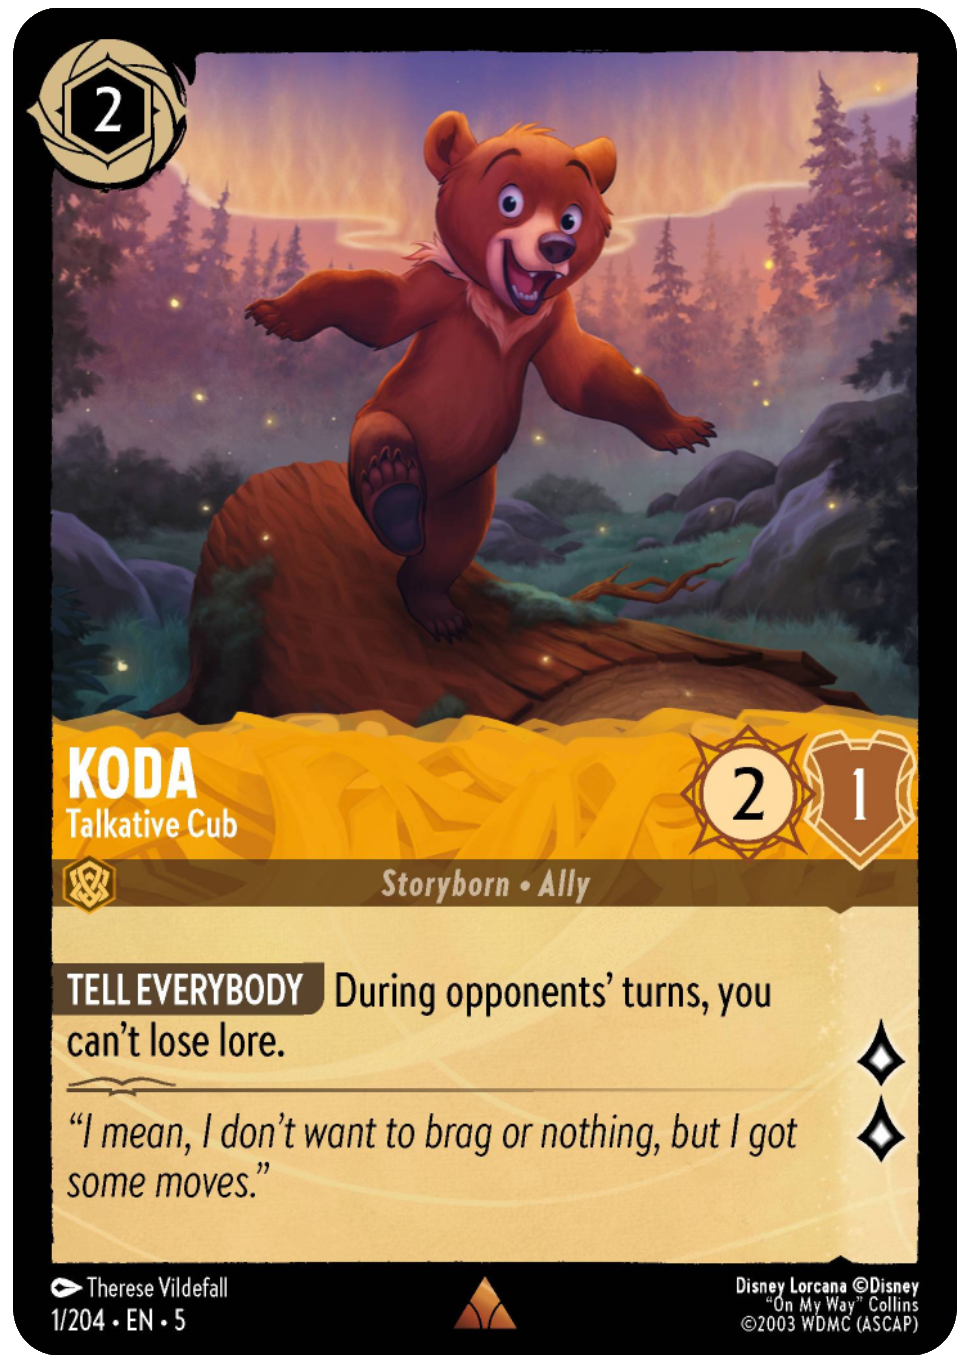 2
KODA
Talkative Cub
2
1
Storyborn • Ally
TELL EVERYBODY During opponents’ turns, you
can’t lose lore.
“I mean, I don’t want to brag or nothing, but I got
some moves.”
Therese Vildefall
1/204 • EN • 5
Disney Lorcana ©Disney
“On My Way” Collins
©2003 WDMC (ASCAP)